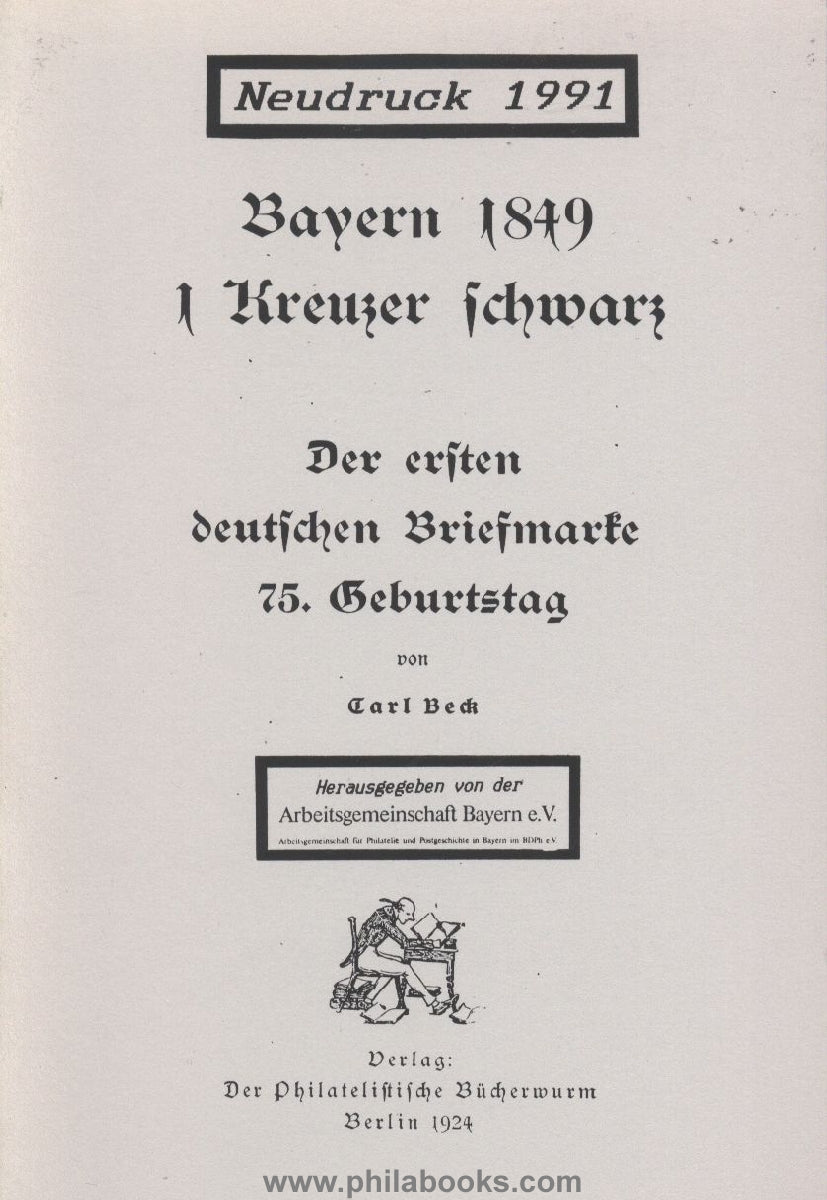 Neudruck 1991
Bayern 1849
1 Kreuzer schwarz
Der ersten
deutschen Briefmarke
75. Geburtstag
von
Carl Beck
Herausgegeben von der
Arbeitsgemeinschaft Bayern e.V.
Arbeitsgemeinschaft für Philatelie und Postgeschichte in Bayern im BDPh e.V.
Verlag:
Der Philatelistische Bücherwurm
Berlin 1924
www.philabooks.com